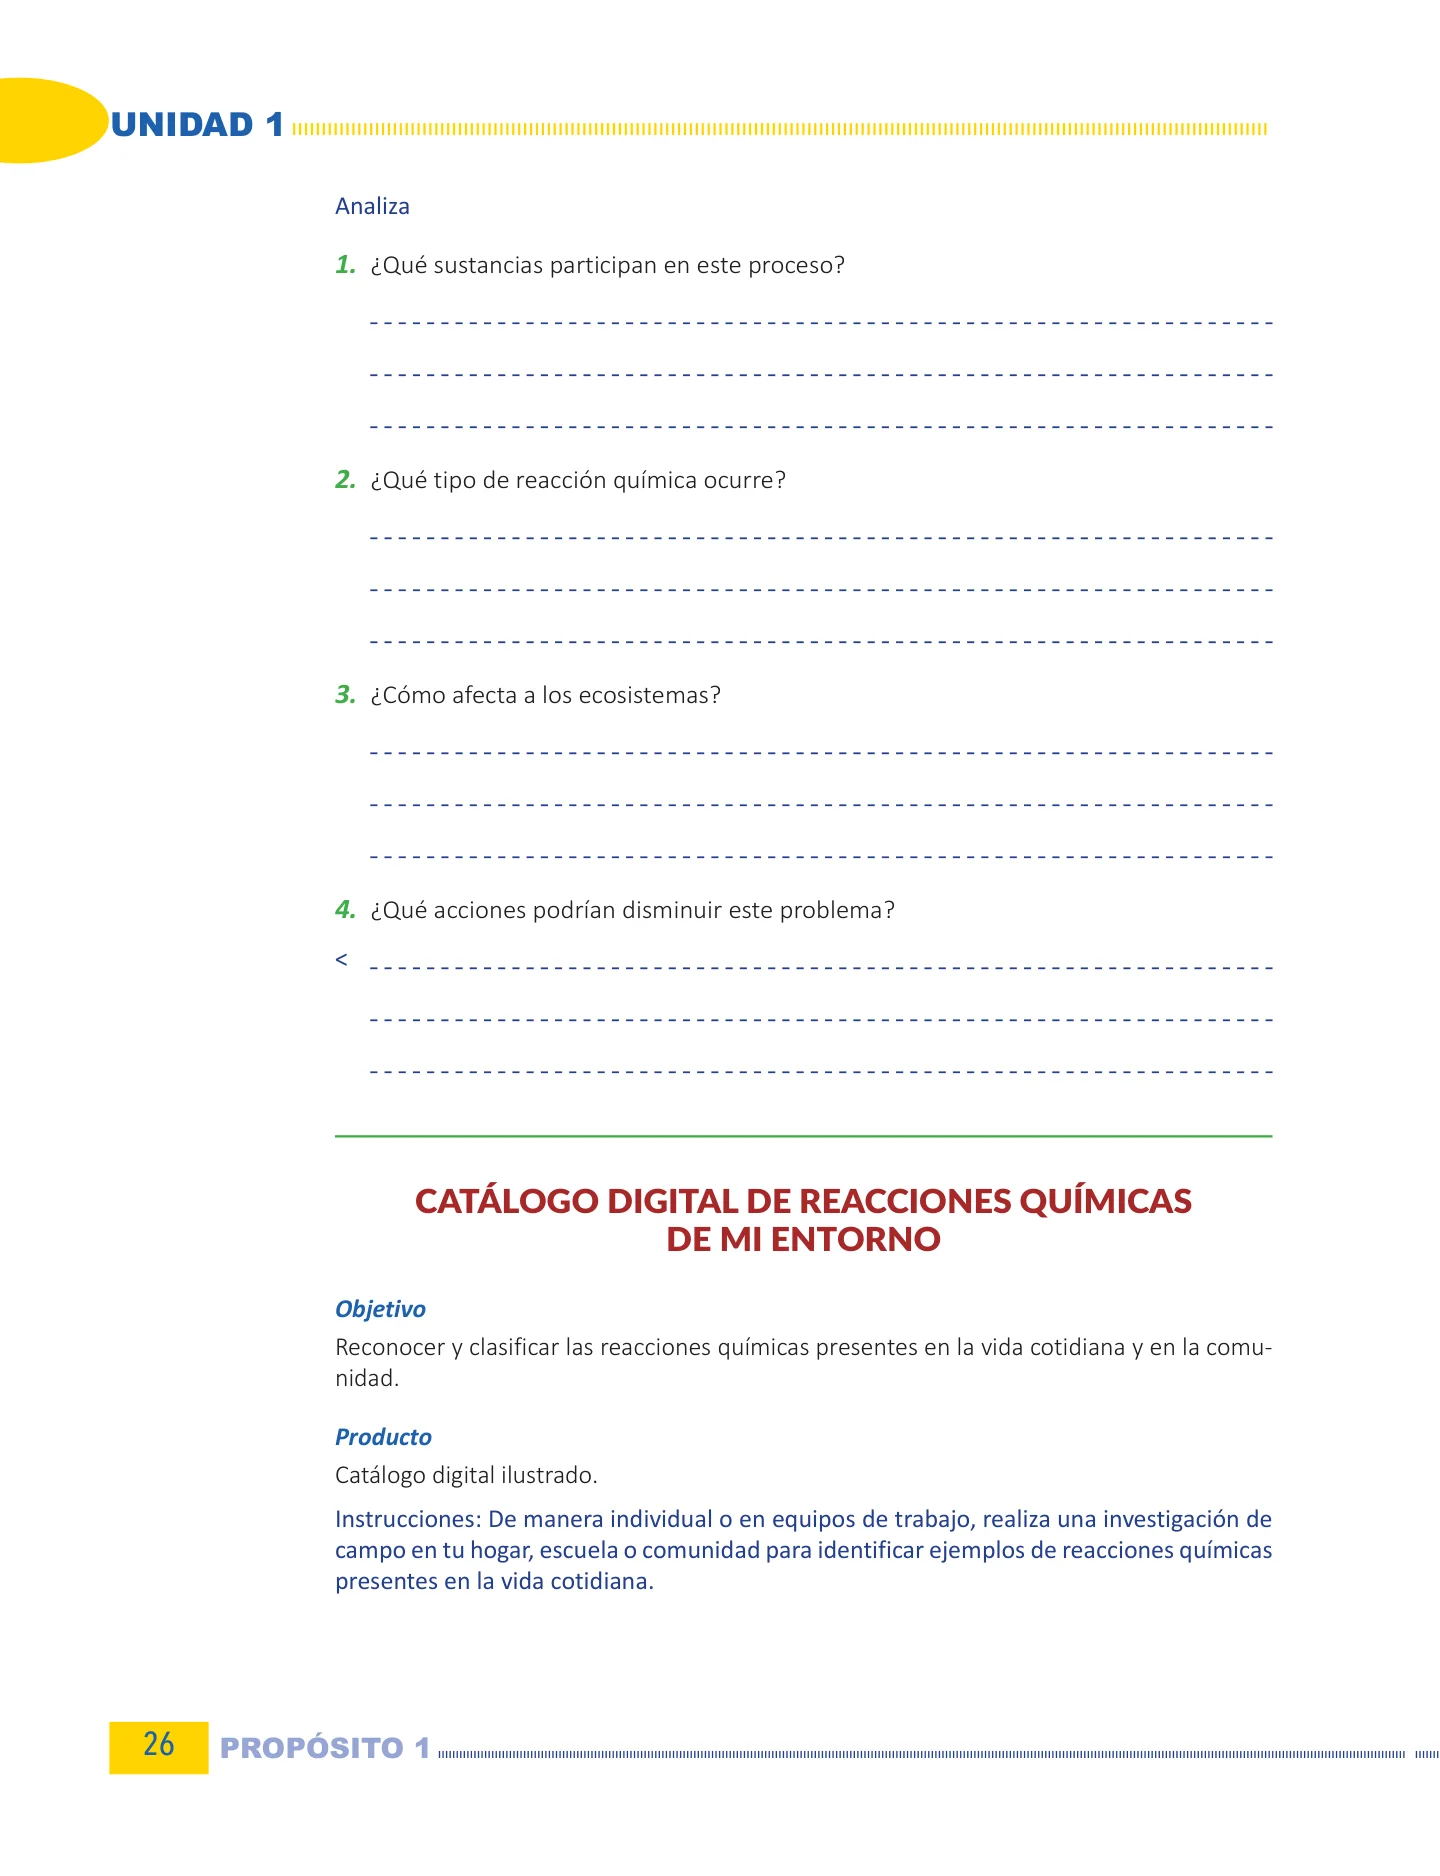 UNIDAD 1
Analiza
1. ¿Qué sustancias participan en este proceso?
2. ¿Qué tipo de reacción química ocurre?
3. ¿Cómo afecta a los ecosistemas?
4. ¿Qué acciones podrían disminuir este problema?
<
CATÁLOGO DIGITAL DE REACCIONES QUÍMICAS
DE MI ENTORNO
Objetivo
Reconocer y clasificar las reacciones químicas presentes en la vida cotidiana y en la comu-
nidad.
Producto
Catálogo digital ilustrado.
Instrucciones: De manera individual o en equipos de trabajo, realiza una investigación de
campo en tu hogar, escuela o comunidad para identificar ejemplos de reacciones químicas
presentes en la vida cotidiana.
26 PROPÓSITO 1